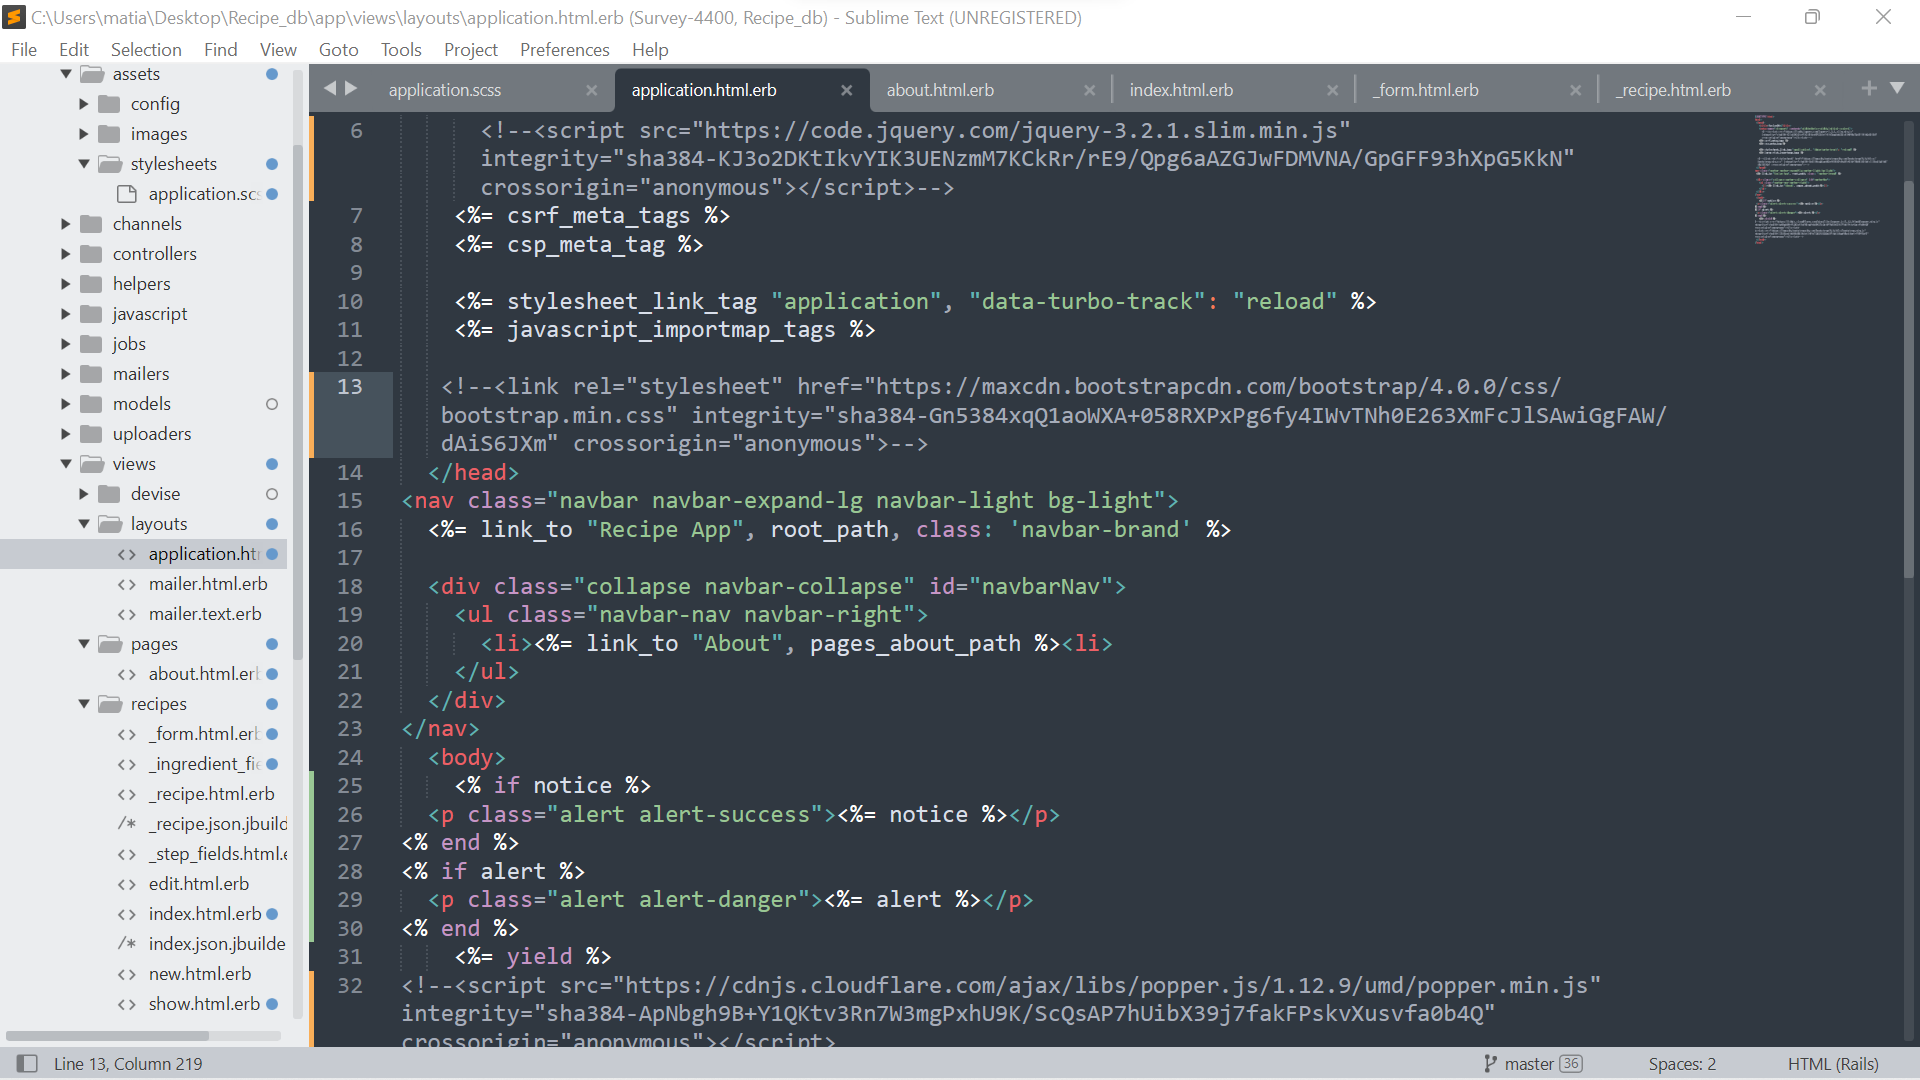 C:\Users\matia\Desktop\Recipe_db\app\views\layouts\application.html.erb (Survey-4400, Recipe_db) - Sublime Text (UNREGISTERED)
File Edit Selection Find View Goto Tools Project Preferences Help
assets
config
images
stylesheets
application.scs
channels
controllers
helpers
javascript
jobs
mailers
models
uploaders
views
devise
layouts
application.htm
mailer.html.erb
mailer.text.erb
pages
about.html.erb
recipes
_form.html.erb
_ingredient_fie
_recipe.html.erb
/* _recipe.json.jbuild
_step_fields.html.e
edit.html.erb
index.html.erb
/* index.json.jbuilde
new.html.erb
show.html.erb
application.scss application.html.erb about.html.erb index.html.erb _form.html.erb _recipe.html.erb
6 <!--<script src="https://code.jquery.com/jquery-3.2.1.slim.min.js"
integrity="sha384-KJ3o2DKtIkvYIK3UENzmM7KCkRr/rE9/Qpg6aAZGJwFDMVNA/GpGFF93hXpG5KkN"
crossorigin="anonymous"></script>-->
7 <%= csrf_meta_tags %>
8 <%= csp_meta_tag %>
9
10 <%= stylesheet_link_tag "application", "data-turbo-track": "reload" %>
11 <%= javascript_importmap_tags %>
12
13 <!--<link rel="stylesheet" href="https://maxcdn.bootstrapcdn.com/bootstrap/4.0.0/css/
bootstrap.min.css" integrity="sha384-Gn5384xqQ1aoWXA+058RXPxPg6fy4IWvTNh0E263XmFcJlSAwiGgFAW/
dAiS6JXm" crossorigin="anonymous">-->
14 </head>
15 <nav class="navbar navbar-expand-lg navbar-light bg-light">
16 <%= link_to "Recipe App", root_path, class: 'navbar-brand' %>
17
18 <div class="collapse navbar-collapse" id="navbarNav">
19 <ul class="navbar-nav navbar-right">
20 <li><%= link_to "About", pages_about_path %><li>
21 </ul>
22 </div>
23 </nav>
24 <body>
25 <% if notice %>
26 <p class="alert alert-success"><%= notice %></p>
27 <% end %>
28 <% if alert %>
29 <p class="alert alert-danger"><%= alert %></p>
30 <% end %>
31 <%= yield %>
32 <!--<script src="https://cdnjs.cloudflare.com/ajax/libs/popper.js/1.12.9/umd/popper.min.js"
integrity="sha384-ApNbgh9B+Y1QKtv3Rn7W3mgPxhU9K/ScQsAP7hUibX39j7fakFPskvXusvfa0b4Q"
crossorigin="anonymous"></script>
Line 13, Column 219 master 36 Spaces: 2 HTML (Rails)